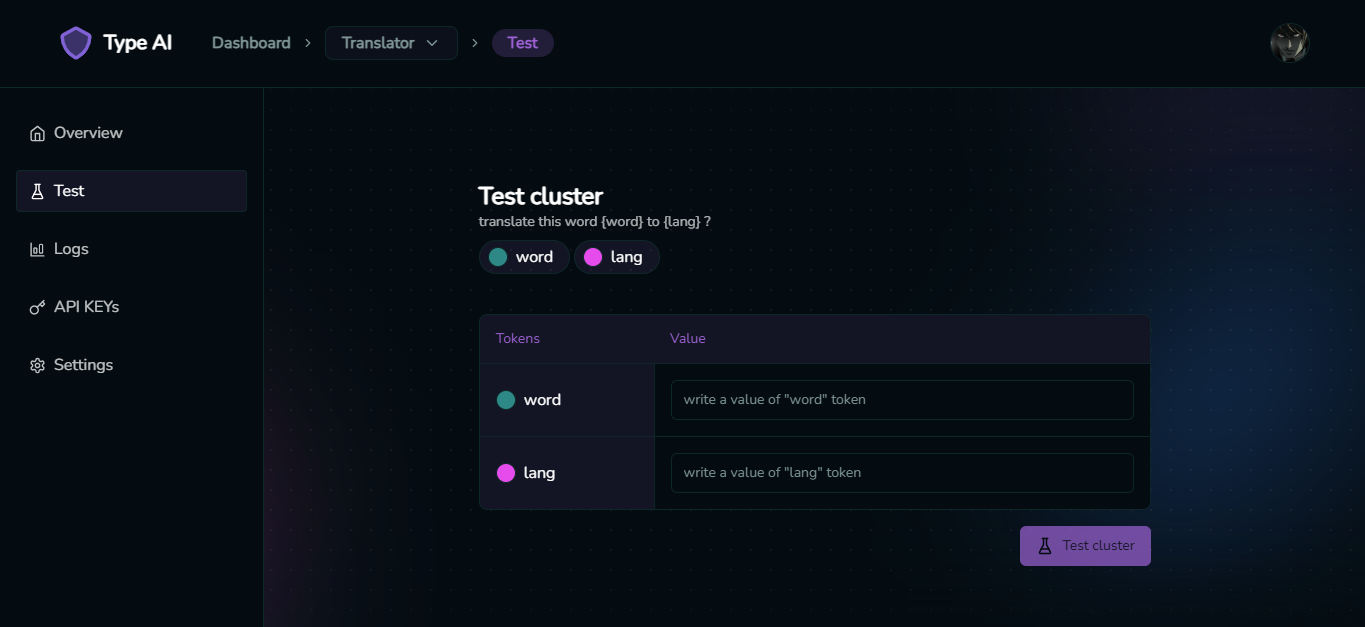 Type AI
Dashboard > Translator > Test
Overview
Test
Logs
API KEYs
Settings
Test cluster
translate this word {word} to {lang} ?
word lang
Tokens Value
word write a value of "word" token
lang write a value of "lang" token
Test cluster